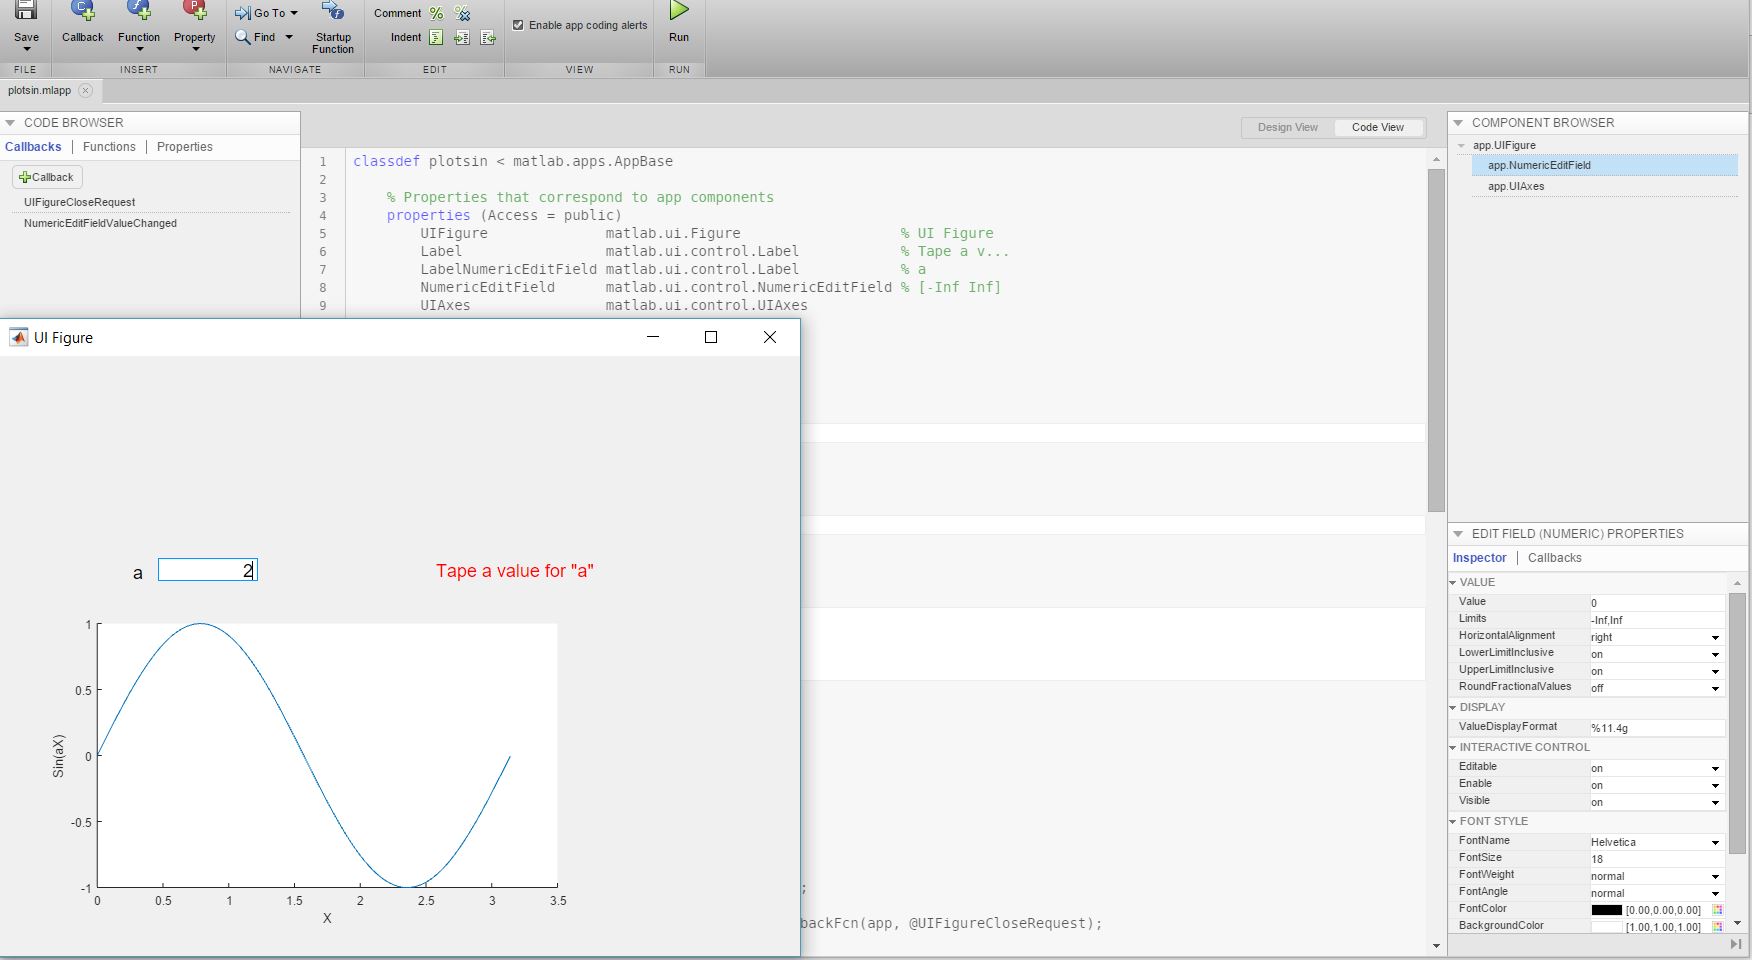 Save Callback Function Property Go To Find Startup Function Comment Indent Enable app coding alerts Run
FILE INSERT NAVIGATE EDIT VIEW RUN
plotsin.mlapp
CODE BROWSER
Callbacks Functions Properties
Callback
UIFigureCloseRequest
NumericEditFieldValueChanged
Design View Code View
1 classdef plotsin < matlab.apps.AppBase
2
3 % Properties that correspond to app components
4 properties (Access = public)
5 UIFigure matlab.ui.Figure % UI Figure
6 Label matlab.ui.control.Label % Tape a v...
7 LabelNumericEditField matlab.ui.control.Label % a
8 NumericEditField matlab.ui.control.NumericEditField % [-Inf Inf]
9 UIAxes matlab.ui.control.UIAxes
;
backFcn(app, @UIFigureCloseRequest);
UI Figure
a 2 Tape a value for "a"
1
0.5
0
-0.5
-1
Sin(aX)
0 0.5 1 1.5 2 2.5 3 3.5
X
COMPONENT BROWSER
app.UIFigure
app.NumericEditField
app.UIAxes
EDIT FIELD (NUMERIC) PROPERTIES
Inspector Callbacks
VALUE
Value 0
Limits -Inf,Inf
HorizontalAlignment right
LowerLimitInclusive on
UpperLimitInclusive on
RoundFractionalValues off
DISPLAY
ValueDisplayFormat %11.4g
INTERACTIVE CONTROL
Editable on
Enable on
Visible on
FONT STYLE
FontName Helvetica
FontSize 18
FontWeight normal
FontAngle normal
FontColor [0.00,0.00,0.00]
BackgroundColor [1.00,1.00,1.00]